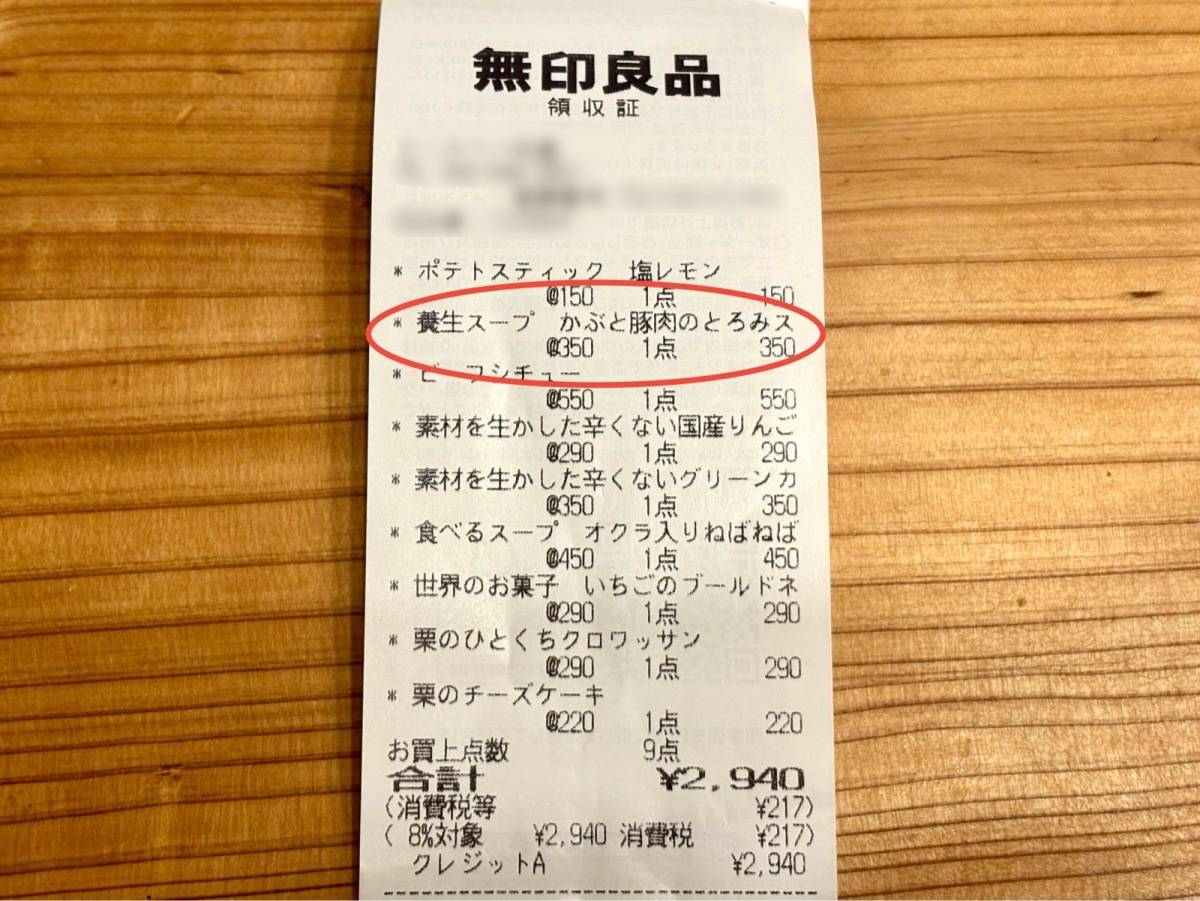 無印良品
領収証
* ポテトスティック 塩レモン
@150 1点 150
* 養生スープ かぶと豚肉のとろみス
@350 1点 350
* ビーフシチュー
@550 1点 550
* 素材を生かした辛くない国産りんご
@290 1点 290
* 素材を生かした辛くないグリーンカ
@350 1点 350
* 食べるスープ オクラ入りねばねば
@450 1点 450
* 世界のお菓子 いちごのブールドネ
@290 1点 290
* 栗のひとくちクロワッサン
@290 1点 290
* 栗のチーズケーキ
@220 1点 220
お買上点数 9点
合計 ¥2,940
(消費税等 ¥217)
( 8%対象 ¥2,940 消費税 ¥217)
クレジットA ¥2,940